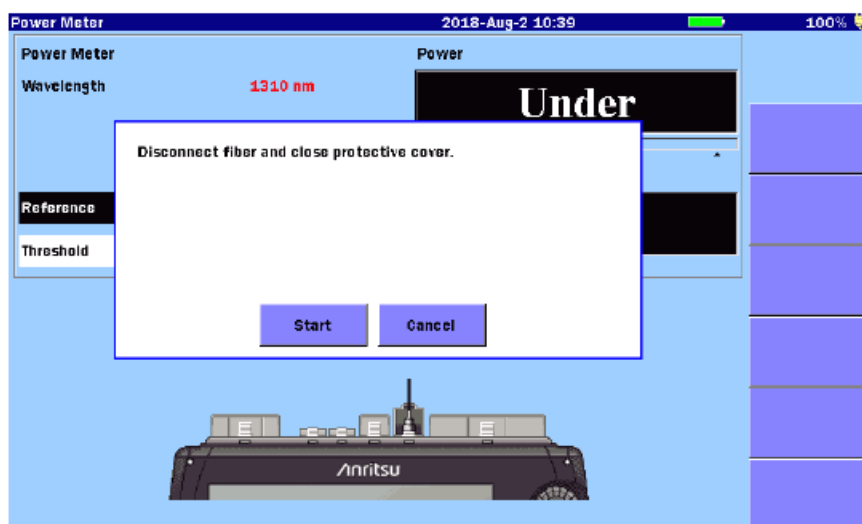 Power Meter 2018-Aug-2 10:39 100%
Power Meter Power
Wavelength 1310 nm
Under
Disconnect fiber and close protective cover.
Reference
Threshold
Start Cancel
Anritsu